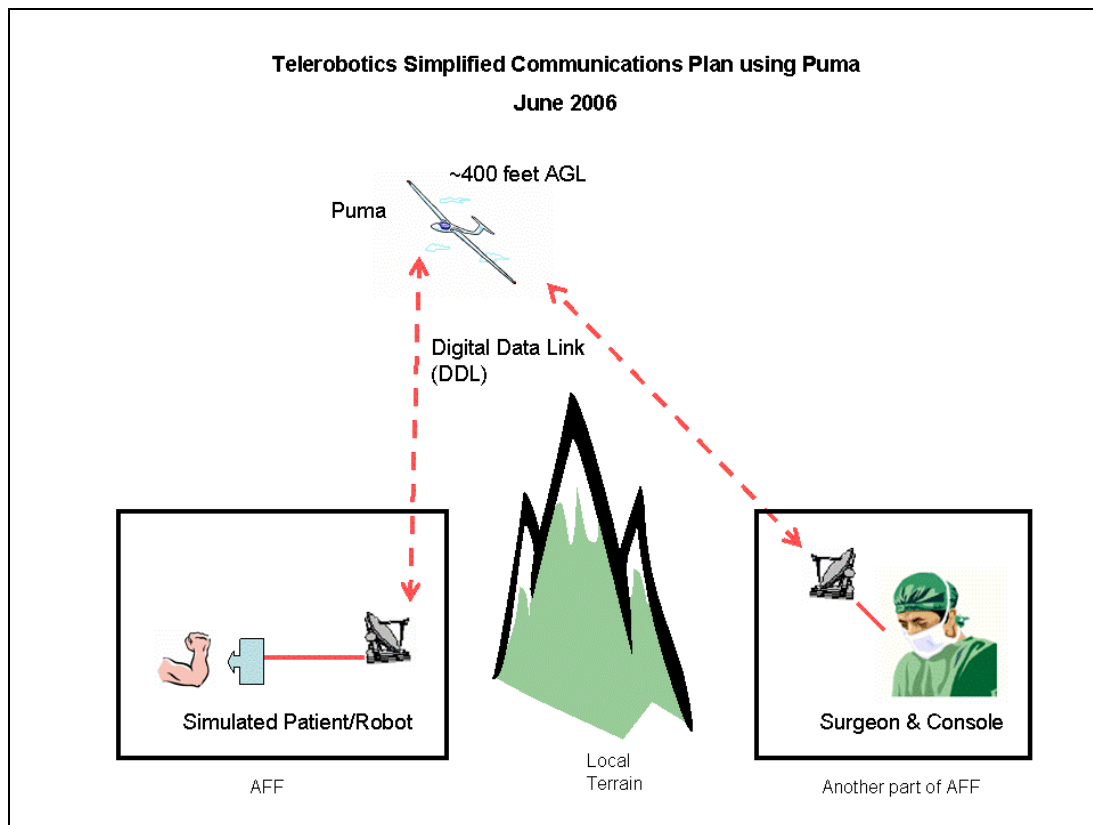 Telerobotics Simplified Communications Plan using Puma
June 2006
~400 feet AGL
Puma
Digital Data Link
(DDL)
Simulated Patient/Robot
Surgeon & Console
AFF
Local
Terrain
Another part of AFF